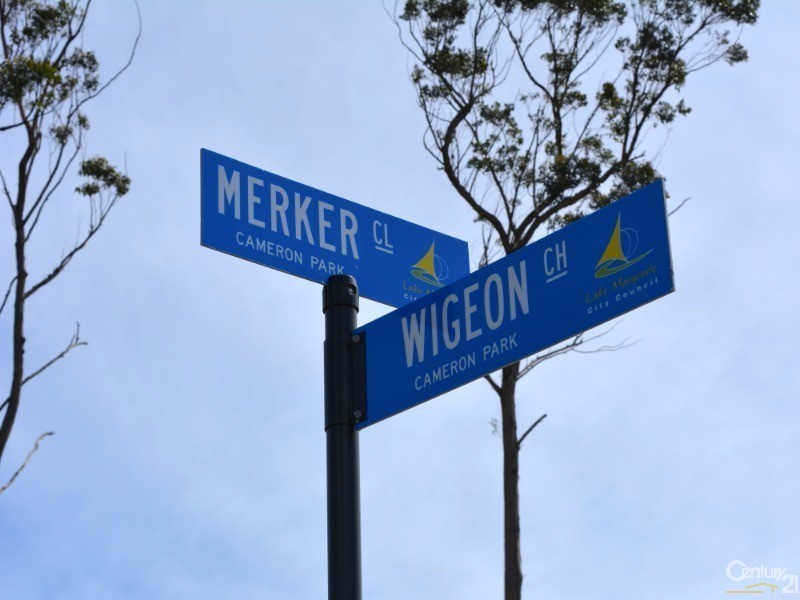 MERKER CL
CAMERON PARK
WIGEON CH
CAMERON PARK
Lake Macquarie
City Council
Century 21